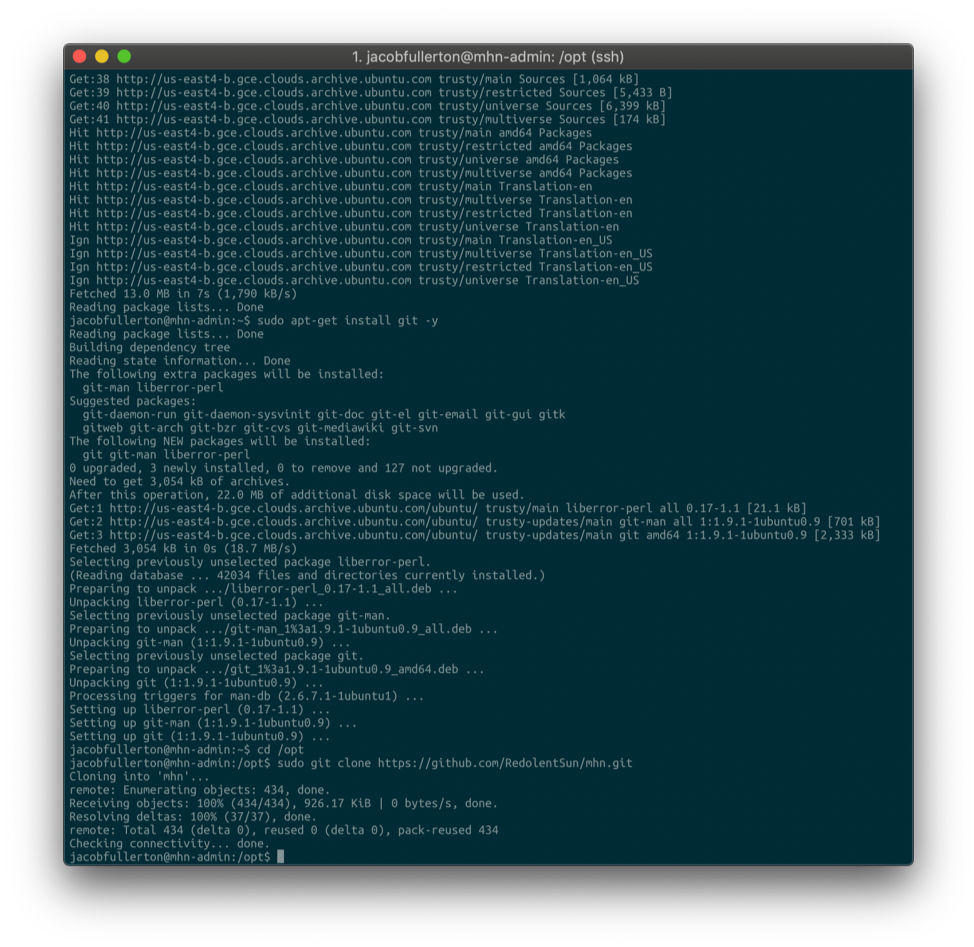 1. jacobfullerton@mhn-admin: /opt (ssh)
Get:38 http://us-east4-b.gce.clouds.archive.ubuntu.com trusty/main Sources [1,064 kB]
Get:39 http://us-east4-b.gce.clouds.archive.ubuntu.com trusty/restricted Sources [5,433 B]
Get:40 http://us-east4-b.gce.clouds.archive.ubuntu.com trusty/universe Sources [6,399 kB]
Get:41 http://us-east4-b.gce.clouds.archive.ubuntu.com trusty/multiverse Sources [174 kB]
Hit http://us-east4-b.gce.clouds.archive.ubuntu.com trusty/main amd64 Packages
Hit http://us-east4-b.gce.clouds.archive.ubuntu.com trusty/restricted amd64 Packages
Hit http://us-east4-b.gce.clouds.archive.ubuntu.com trusty/universe amd64 Packages
Hit http://us-east4-b.gce.clouds.archive.ubuntu.com trusty/multiverse amd64 Packages
Hit http://us-east4-b.gce.clouds.archive.ubuntu.com trusty/main Translation-en
Hit http://us-east4-b.gce.clouds.archive.ubuntu.com trusty/multiverse Translation-en
Hit http://us-east4-b.gce.clouds.archive.ubuntu.com trusty/restricted Translation-en
Hit http://us-east4-b.gce.clouds.archive.ubuntu.com trusty/universe Translation-en
Ign http://us-east4-b.gce.clouds.archive.ubuntu.com trusty/main Translation-en_US
Ign http://us-east4-b.gce.clouds.archive.ubuntu.com trusty/multiverse Translation-en_US
Ign http://us-east4-b.gce.clouds.archive.ubuntu.com trusty/restricted Translation-en_US
Ign http://us-east4-b.gce.clouds.archive.ubuntu.com trusty/universe Translation-en_US
Fetched 13.0 MB in 7s (1,790 kB/s)
Reading package lists... Done
jacobfullerton@mhn-admin:~$ sudo apt-get install git -y
Reading package lists... Done
Building dependency tree
Reading state information... Done
The following extra packages will be installed:
  git-man liberror-perl
Suggested packages:
  git-daemon-run git-daemon-sysvinit git-doc git-el git-email git-gui gitk
  gitweb git-arch git-bzr git-cvs git-mediawiki git-svn
The following NEW packages will be installed:
  git git-man liberror-perl
0 upgraded, 3 newly installed, 0 to remove and 127 not upgraded.
Need to get 3,054 kB of archives.
After this operation, 22.0 MB of additional disk space will be used.
Get:1 http://us-east4-b.gce.clouds.archive.ubuntu.com/ubuntu/ trusty/main liberror-perl all 0.17-1.1 [21.1 kB]
Get:2 http://us-east4-b.gce.clouds.archive.ubuntu.com/ubuntu/ trusty-updates/main git-man all 1:1.9.1-1ubuntu0.9 [701 kB]
Get:3 http://us-east4-b.gce.clouds.archive.ubuntu.com/ubuntu/ trusty-updates/main git amd64 1:1.9.1-1ubuntu0.9 [2,333 kB]
Fetched 3,054 kB in 0s (18.7 MB/s)
Selecting previously unselected package liberror-perl.
(Reading database ... 42034 files and directories currently installed.)
Preparing to unpack .../liberror-perl_0.17-1.1_all.deb ...
Unpacking liberror-perl (0.17-1.1) ...
Selecting previously unselected package git-man.
Preparing to unpack .../git-man_1%3a1.9.1-1ubuntu0.9_all.deb ...
Unpacking git-man (1:1.9.1-1ubuntu0.9) ...
Selecting previously unselected package git.
Preparing to unpack .../git_1%3a1.9.1-1ubuntu0.9_amd64.deb ...
Unpacking git (1:1.9.1-1ubuntu0.9) ...
Processing triggers for man-db (2.6.7.1-1ubuntu1) ...
Setting up liberror-perl (0.17-1.1) ...
Setting up git-man (1:1.9.1-1ubuntu0.9) ...
Setting up git (1:1.9.1-1ubuntu0.9) ...
jacobfullerton@mhn-admin:~$ cd /opt
jacobfullerton@mhn-admin:/opt$ sudo git clone https://github.com/RedolentSun/mhn.git
Cloning into 'mhn'...
remote: Enumerating objects: 434, done.
Receiving objects: 100% (434/434), 926.17 KiB | 0 bytes/s, done.
Resolving deltas: 100% (37/37), done.
remote: Total 434 (delta 0), reused 0 (delta 0), pack-reused 434
Checking connectivity... done.
jacobfullerton@mhn-admin:/opt$